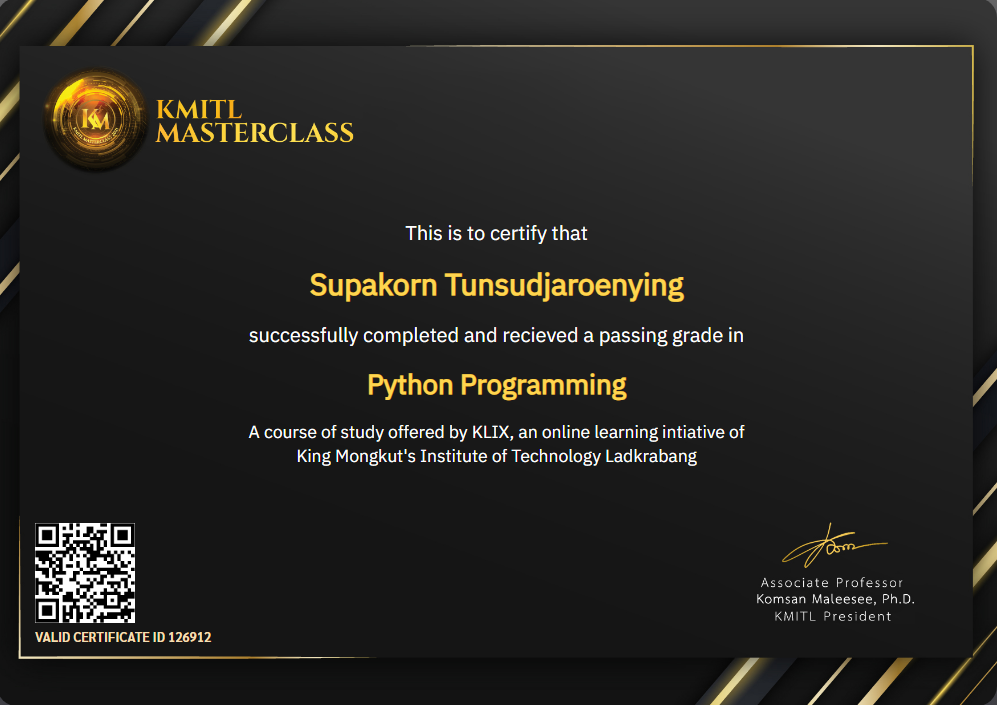 KMITL
MASTERCLASS
This is to certify that
Supakorn Tunsudjaroenying
successfully completed and recieved a passing grade in
Python Programming
A course of study offered by KLIX, an online learning intiative of
King Mongkut's Institute of Technology Ladkrabang
Associate Professor
Komsan Maleesee, Ph.D.
KMITL President
VALID CERTIFICATE ID 126912